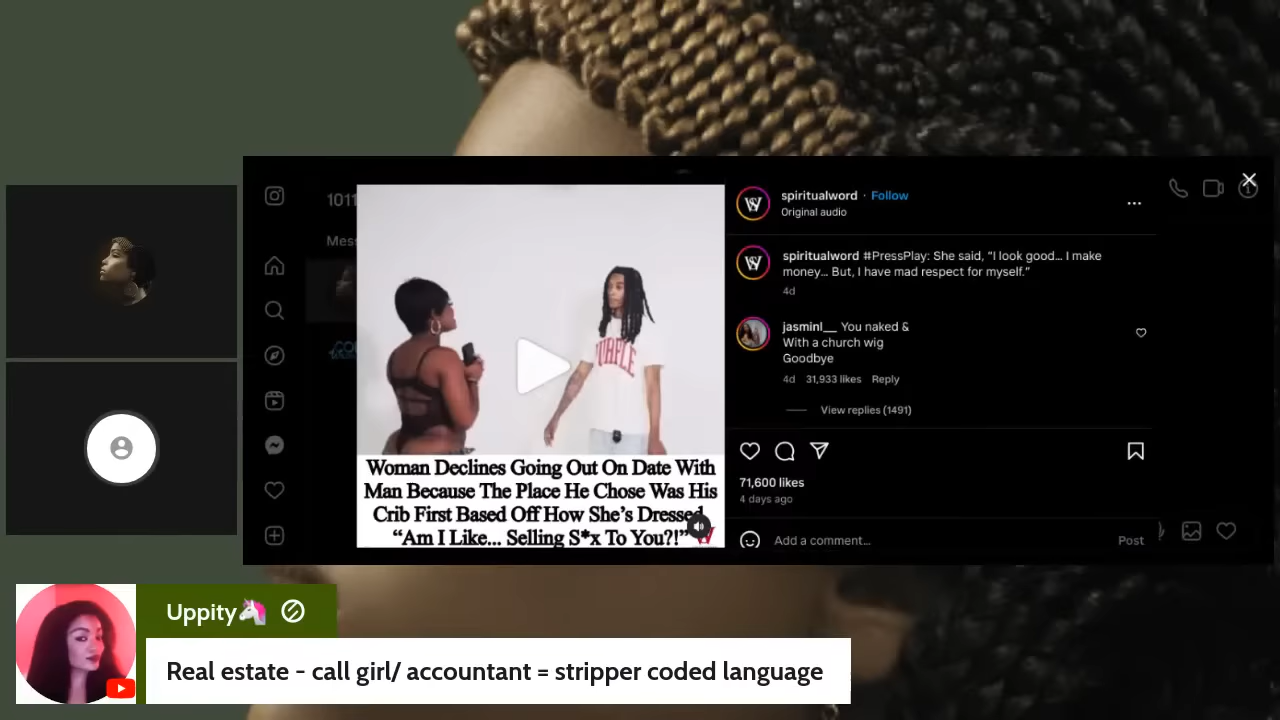 1011
Mess
PURPLE
Woman Declines Going Out On Date With
Man Because The Place He Chose Was His
Crib First Based Off How She's Dressed
"Am I Like... Selling S*x To You?!"
spiritualword · Follow
Original audio
spiritualword #PressPlay: She said, "I look good... I make
money... But, I have mad respect for myself."
4d
jasminl__ You naked &
With a church wig
Goodbye
4d 31,933 likes Reply
View replies (1491)
71,600 likes
4 days ago
Add a comment...
Post
Uppity🦄
Real estate - call girl/ accountant = stripper coded language